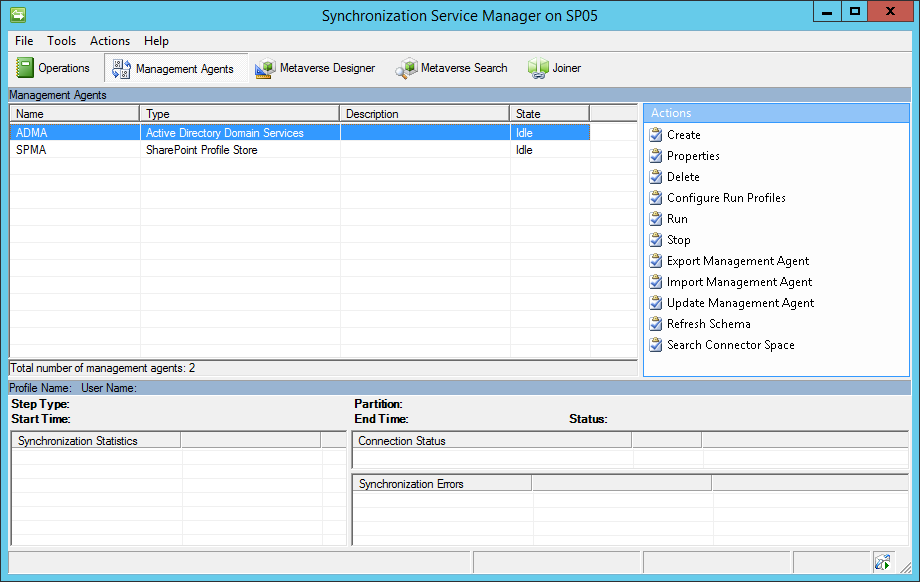 Synchronization Service Manager on SP05
File Tools Actions Help
Operations Management Agents Metaverse Designer Metaverse Search Joiner
Management Agents
Name Type Description State
ADMA Active Directory Domain Services Idle
SPMA SharePoint Profile Store Idle
Total number of management agents: 2
Actions
Create
Properties
Delete
Configure Run Profiles
Run
Stop
Export Management Agent
Import Management Agent
Update Management Agent
Refresh Schema
Search Connector Space
Profile Name: User Name:
Step Type: Partition:
Start Time: End Time: Status:
Synchronization Statistics
Connection Status
Synchronization Errors